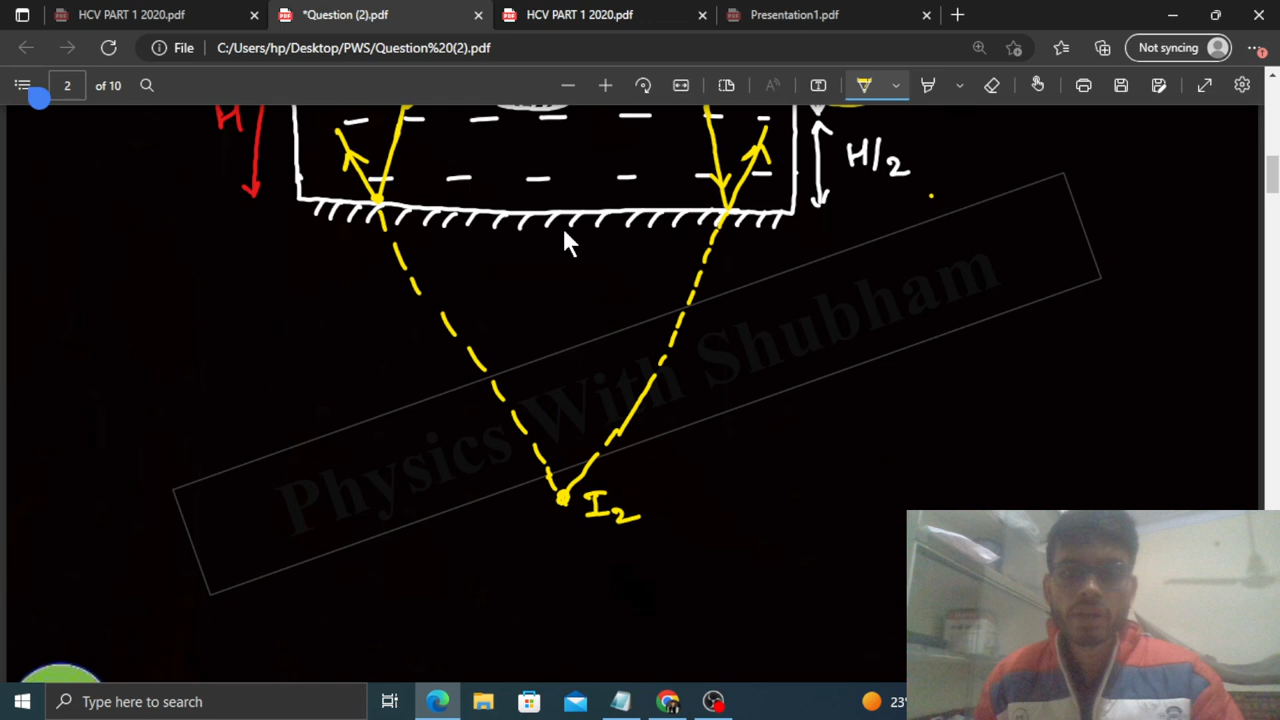 HCV PART 1 2020.pdf
*Question (2).pdf
HCV PART 1 2020.pdf
Presentation1.pdf
File
C:/Users/hp/Desktop/PWS/Question%20(2).pdf
Not syncing
2 of 10
H
H/2
Physics With Shubham
I2
Type here to search
23°